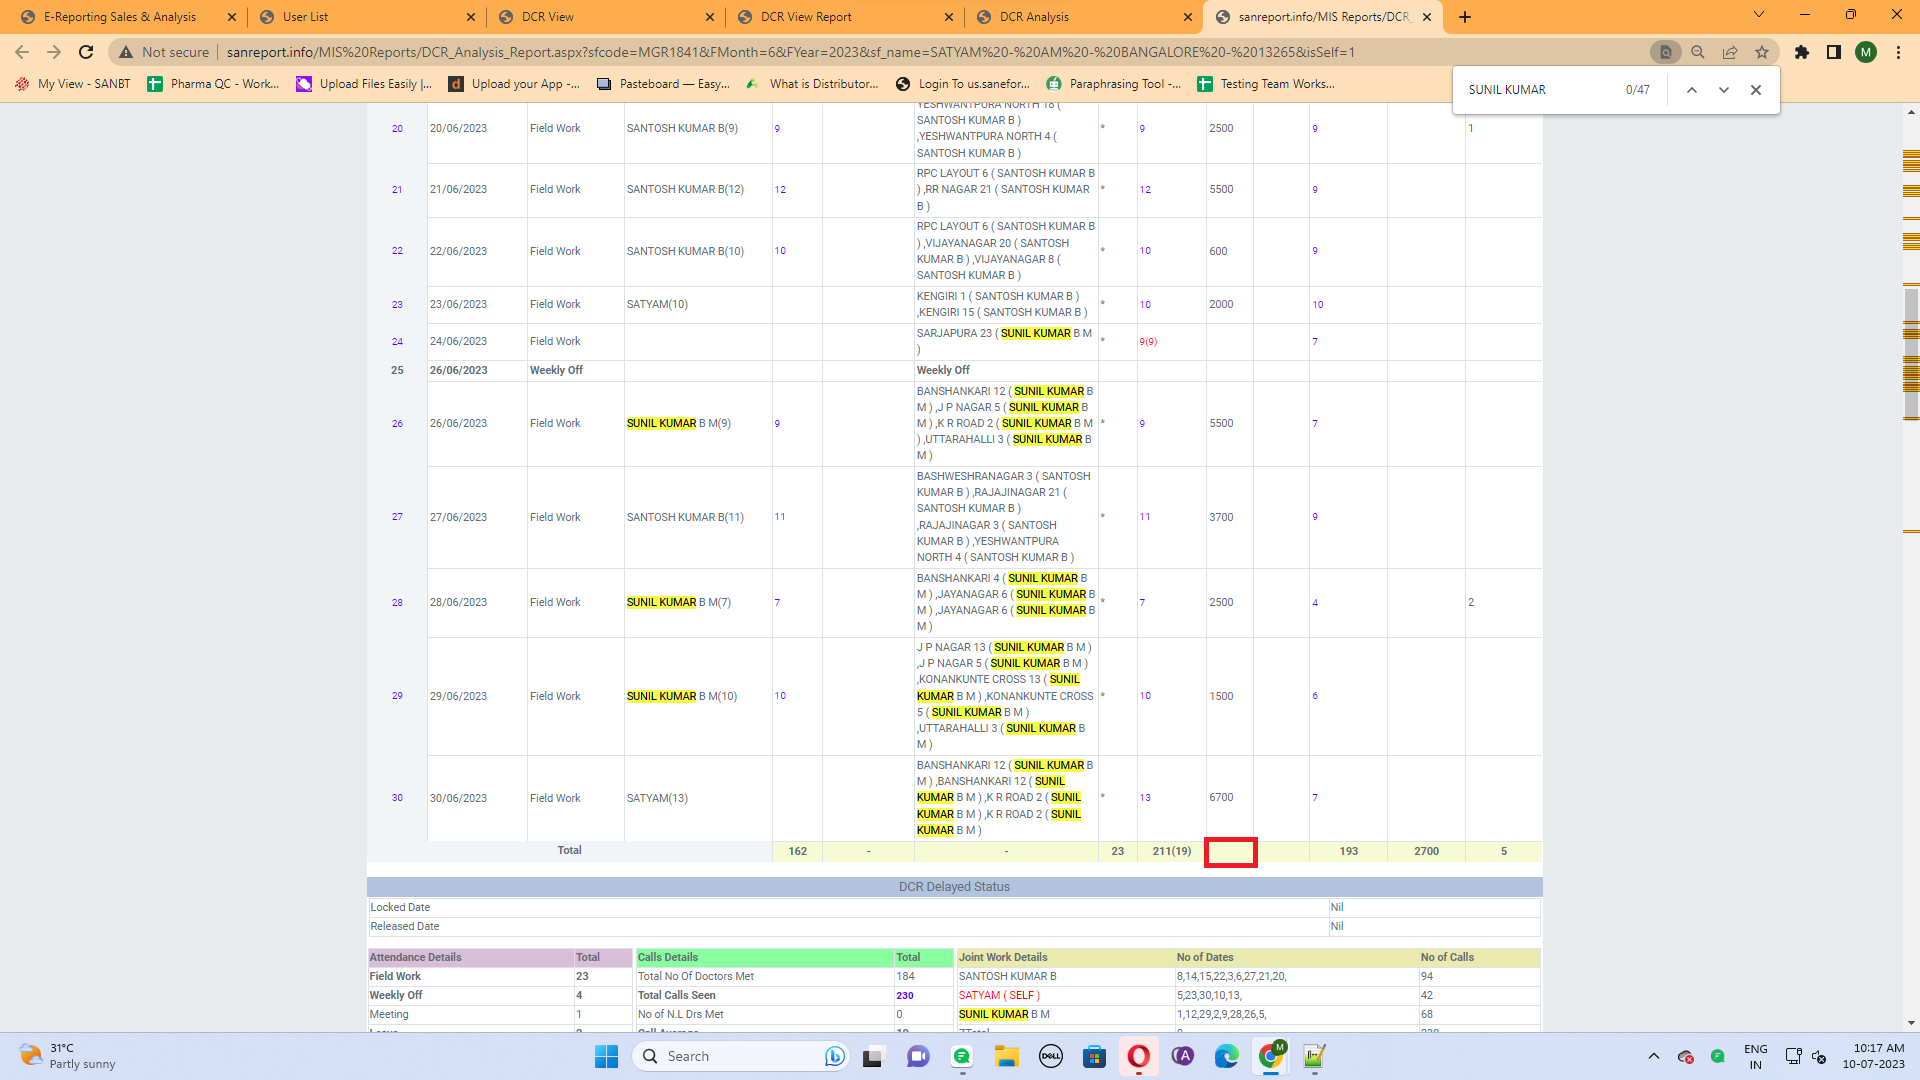 E-Reporting Sales & Analysis
User List
DCR View
DCR View Report
DCR Analysis
sanreport.info/MIS Reports/DCR_
Not secure
sanreport.info/MIS%20Reports/DCR_Analysis_Report.aspx?sfcode=MGR1841&FMonth=6&FYear=2023&sf_name=SATYAM%20-%20AM%20-%20BANGALORE%20-%2013265&isSelf=1
M
My View - SANBT
Pharma QC - Work...
Upload Files Easily |...
Upload your App -...
Pasteboard — Easy...
What is Distributor...
Login To us.sanefor...
Paraphrasing Tool -...
Testing Team Works...
SUNIL KUMAR 0/47
YESHWANTPURA NORTH 18 (
SANTOSH KUMAR B )
,YESHWANTPURA NORTH 4 (
SANTOSH KUMAR B )
20 20/06/2023 Field Work SANTOSH KUMAR B(9) 9 * 9 2500 9 1
RPC LAYOUT 6 ( SANTOSH KUMAR B
) ,RR NAGAR 21 ( SANTOSH KUMAR
B )
21 21/06/2023 Field Work SANTOSH KUMAR B(12) 12 * 12 5500 9
RPC LAYOUT 6 ( SANTOSH KUMAR B
) ,VIJAYANAGAR 20 ( SANTOSH
KUMAR B ) ,VIJAYANAGAR 8 (
SANTOSH KUMAR B )
22 22/06/2023 Field Work SANTOSH KUMAR B(10) 10 * 10 600 9
KENGIRI 1 ( SANTOSH KUMAR B )
,KENGIRI 15 ( SANTOSH KUMAR B )
23 23/06/2023 Field Work SATYAM(10) * 10 2000 10
SARJAPURA 23 ( SUNIL KUMAR B M
)
24 24/06/2023 Field Work * 9(9) 7
25 26/06/2023 Weekly Off Weekly Off
BANSHANKARI 12 ( SUNIL KUMAR B
M ) ,J P NAGAR 5 ( SUNIL KUMAR B
M ) ,K R ROAD 2 ( SUNIL KUMAR B M
) ,UTTARAHALLI 3 ( SUNIL KUMAR B
M )
26 26/06/2023 Field Work SUNIL KUMAR B M(9) 9 * 9 5500 7
BASHWESHRANAGAR 3 ( SANTOSH
KUMAR B ) ,RAJAJINAGAR 21 (
SANTOSH KUMAR B )
,RAJAJINAGAR 3 ( SANTOSH
KUMAR B ) ,YESHWANTPURA
NORTH 4 ( SANTOSH KUMAR B )
27 27/06/2023 Field Work SANTOSH KUMAR B(11) 11 * 11 3700 9
BANSHANKARI 4 ( SUNIL KUMAR B
M ) ,JAYANAGAR 6 ( SUNIL KUMAR B
M ) ,JAYANAGAR 6 ( SUNIL KUMAR B
M )
28 28/06/2023 Field Work SUNIL KUMAR B M(7) 7 * 7 2500 4 2
J P NAGAR 13 ( SUNIL KUMAR B M )
,J P NAGAR 5 ( SUNIL KUMAR B M )
,KONANKUNTE CROSS 13 ( SUNIL
KUMAR B M ) ,KONANKUNTE CROSS
5 ( SUNIL KUMAR B M )
,UTTARAHALLI 3 ( SUNIL KUMAR B
M )
29 29/06/2023 Field Work SUNIL KUMAR B M(10) 10 * 10 1500 6
BANSHANKARI 12 ( SUNIL KUMAR B
M ) ,BANSHANKARI 12 ( SUNIL
KUMAR B M ) ,K R ROAD 2 ( SUNIL
KUMAR B M ) ,K R ROAD 2 ( SUNIL
KUMAR B M )
30 30/06/2023 Field Work SATYAM(13) * 13 6700 7
Total 162 - - 23 211(19) 193 2700 5
DCR Delayed Status
Locked Date Nil
Released Date Nil
Attendance Details Total Calls Details Total Joint Work Details No of Dates No of Calls
Field Work 23 Total No Of Doctors Met 184 SANTOSH KUMAR B 8,14,15,22,3,6,27,21,20, 94
Weekly Off 4 Total Calls Seen 230 SATYAM ( SELF ) 5,23,30,10,13, 42
Meeting 1 No of N.L Drs Met 0 SUNIL KUMAR B M 1,12,29,2,9,28,26,5, 68
31°C
Partly sunny
Search
DELL
M
ENG
IN
10:17 AM
10-07-2023